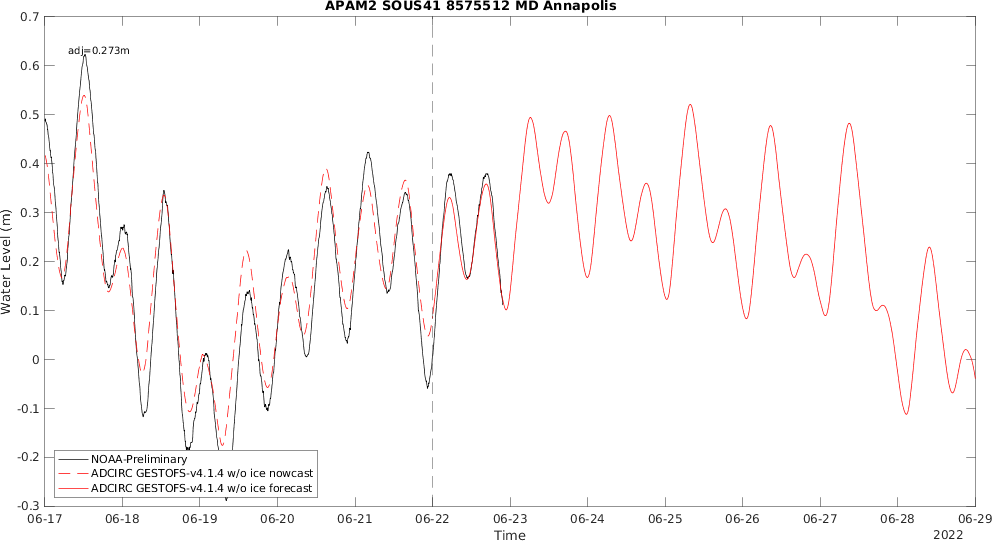 APAM2 SOUS41 8575512 MD Annapolis
adj=0.273m
Water Level (m)
0.7
0.6
0.5
0.4
0.3
0.2
0.1
0
-0.1
-0.2
-0.3
NOAA-Preliminary
ADCIRC GESTOFS-v4.1.4 w/o ice nowcast
ADCIRC GESTOFS-v4.1.4 w/o ice forecast
06-17 06-18 06-19 06-20 06-21 06-22 06-23 06-24 06-25 06-26 06-27 06-28 06-29
Time
2022